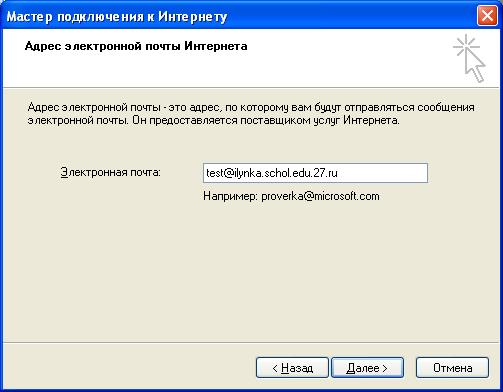 Мастер подключения к Интернету
Адрес электронной почты Интернета
Адрес электронной почты - это адрес, по которому вам будут отправляться сообщения
электронной почты. Он предоставляется поставщиком услуг Интернета.
Электронная почта:
test@ilynka.schol.edu.27.ru
Например: proverka@microsoft.com
< Назад
Далее >
Отмена